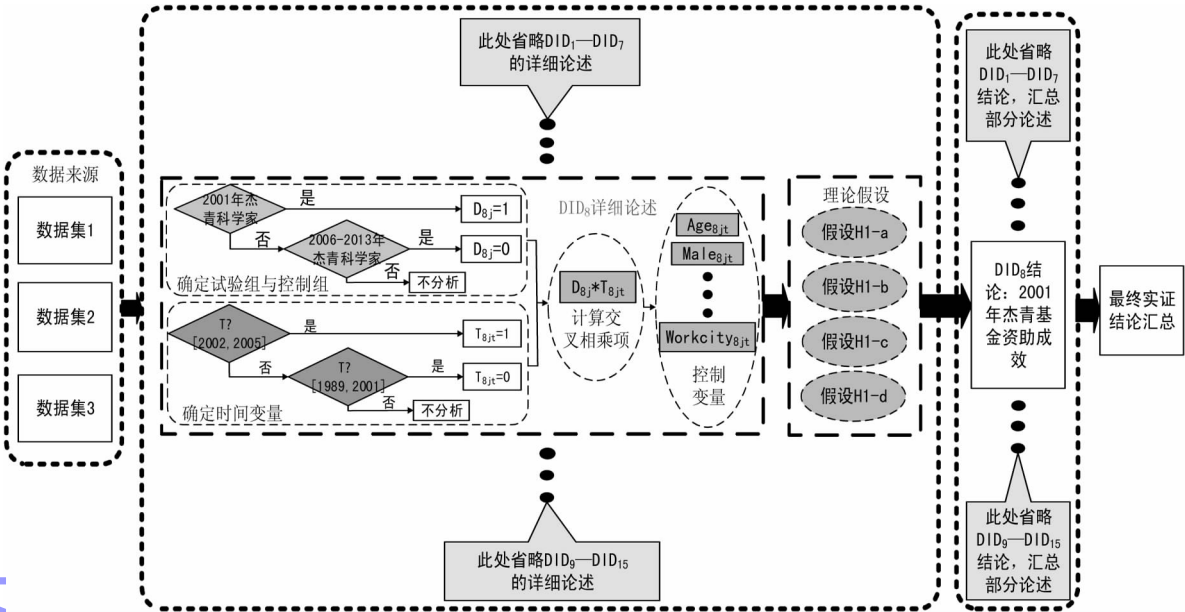 数据来源
数据集1
数据集2
数据集3
此处省略DID₁—DID₇
的详细论述
2001年杰
青科学家
是
D₈ⱼ=1
否
2006-2013年
杰青科学家
是
D₈ⱼ=0
否
不分析
确定试验组与控制组
T?
[2002,2005]
是
T₈ⱼₜ=1
否
T?
[1989,2001]
是
T₈ⱼₜ=0
否
不分析
确定时间变量
DID₈详细论述
D₈ⱼ*T₈ⱼₜ
计算交
叉相乘项
Age₈ⱼₜ
Male₈ⱼₜ
Workcity₈ⱼₜ
控制
变量
理论假设
假设H1-a
假设H1-b
假设H1-c
假设H1-d
此处省略DID₉—DID₁₅
的详细论述
此处省略
DID₁—DID₇
结论，汇总
部分论述
DID₈结
论：2001
年杰青基
金资助成
效
此处省略
DID₉—DID₁₅
结论，汇总
部分论述
最终实证
结论汇总